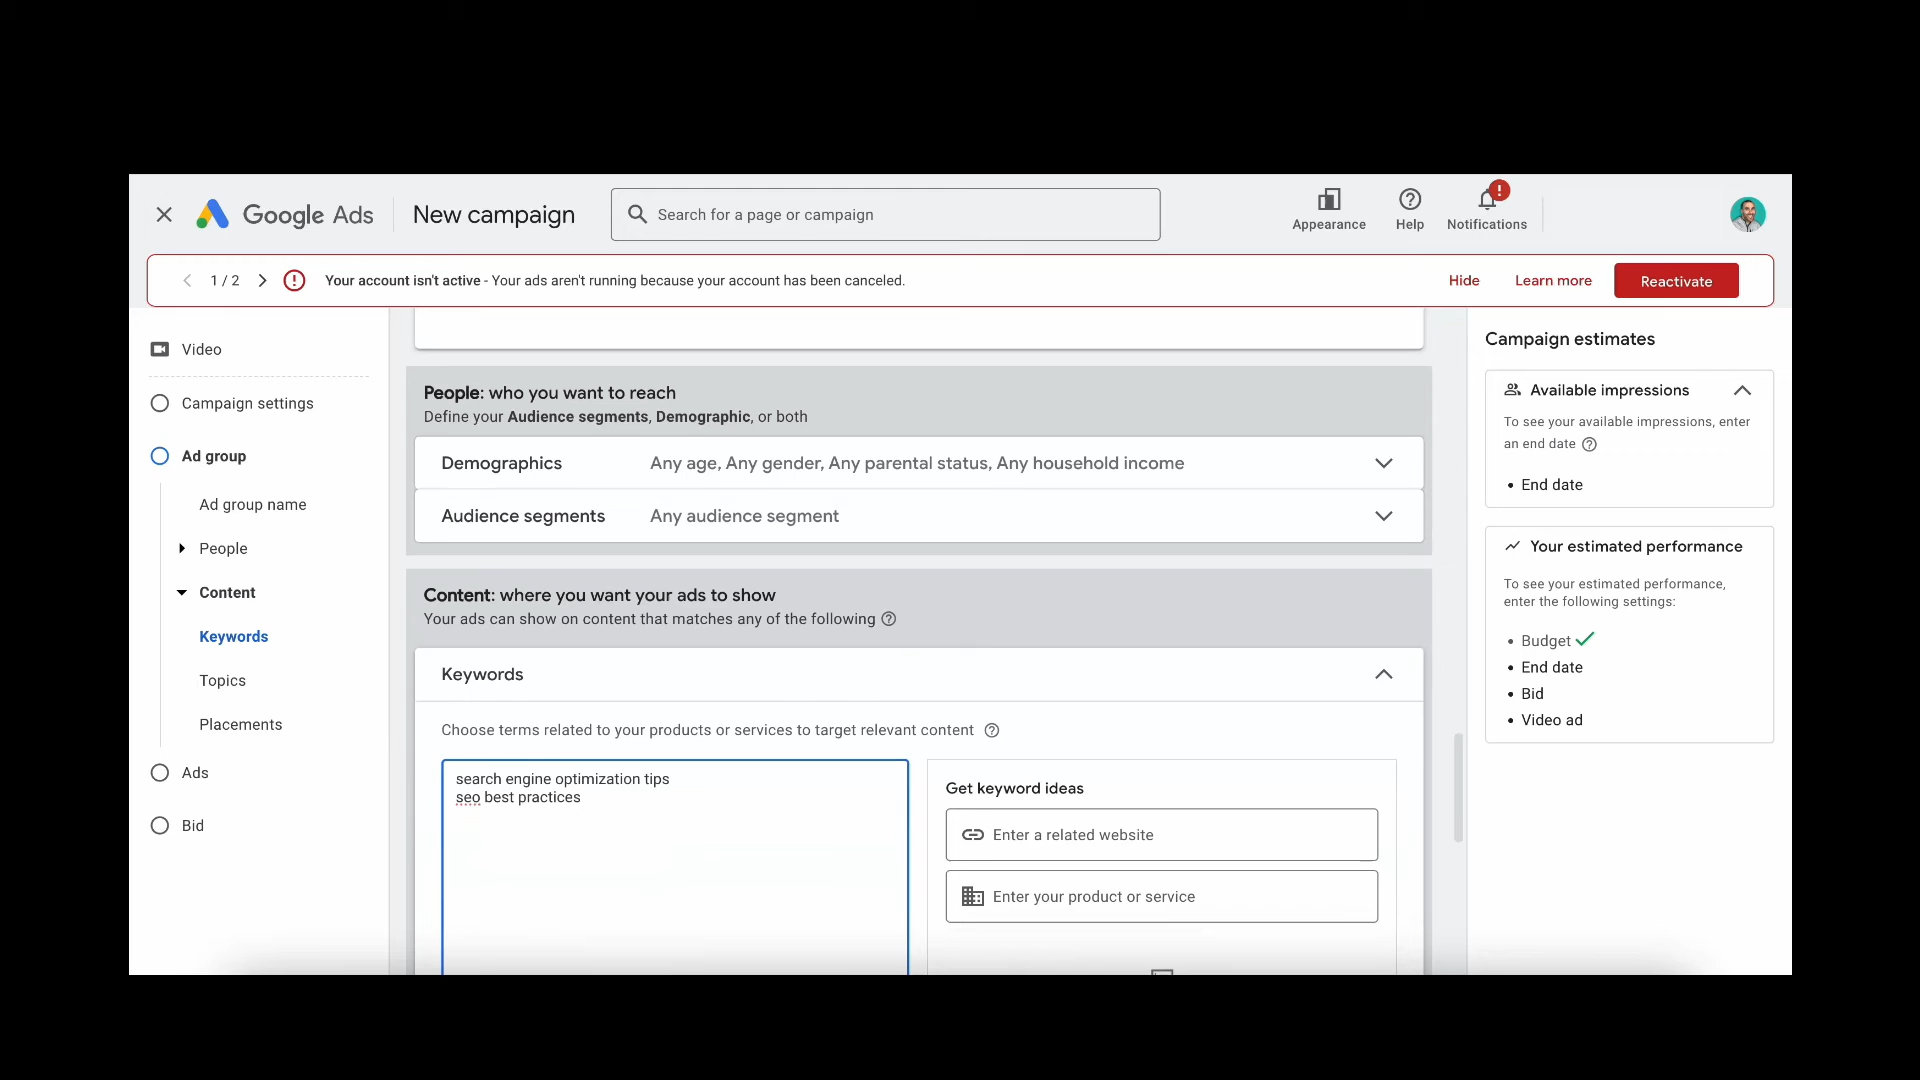 Google Ads
New campaign
Search for a page or campaign
Appearance
Help
Notifications
!
1 / 2
Your account isn't active - Your ads aren't running because your account has been canceled.
Hide
Learn more
Reactivate
Video
Campaign settings
Ad group
Ad group name
People
Content
Keywords
Topics
Placements
Ads
Bid
People: who you want to reach
Define your Audience segments, Demographic, or both
Demographics
Any age, Any gender, Any parental status, Any household income
Audience segments
Any audience segment
Content: where you want your ads to show
Your ads can show on content that matches any of the following
Keywords
Choose terms related to your products or services to target relevant content
search engine optimization tips
seo best practices
Get keyword ideas
Enter a related website
Enter your product or service
Campaign estimates
Available impressions
To see your available impressions, enter
an end date
• End date
Your estimated performance
To see your estimated performance,
enter the following settings:
• Budget
• End date
• Bid
• Video ad